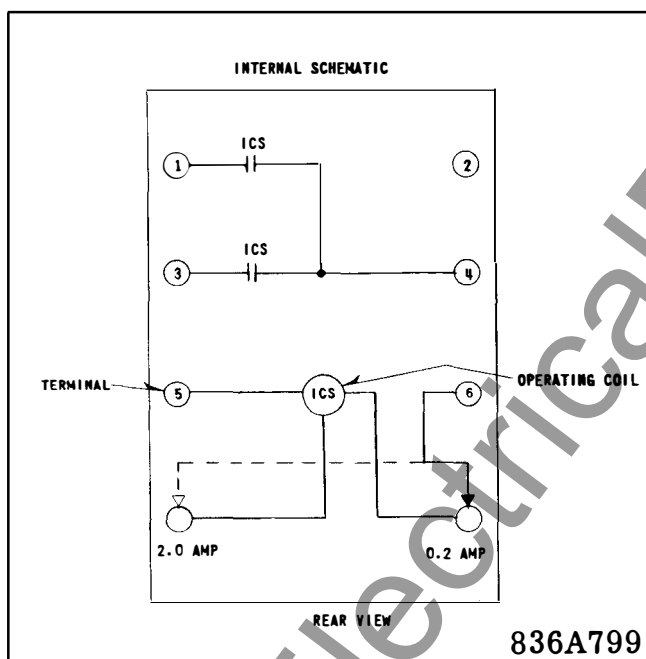 INTERNAL SCHEMATIC
ICS
1
2
ICS
3
4
TERMINAL
5
ICS
6
OPERATING COIL
2.0 AMP
0.2 AMP
REAR VIEW
836A799